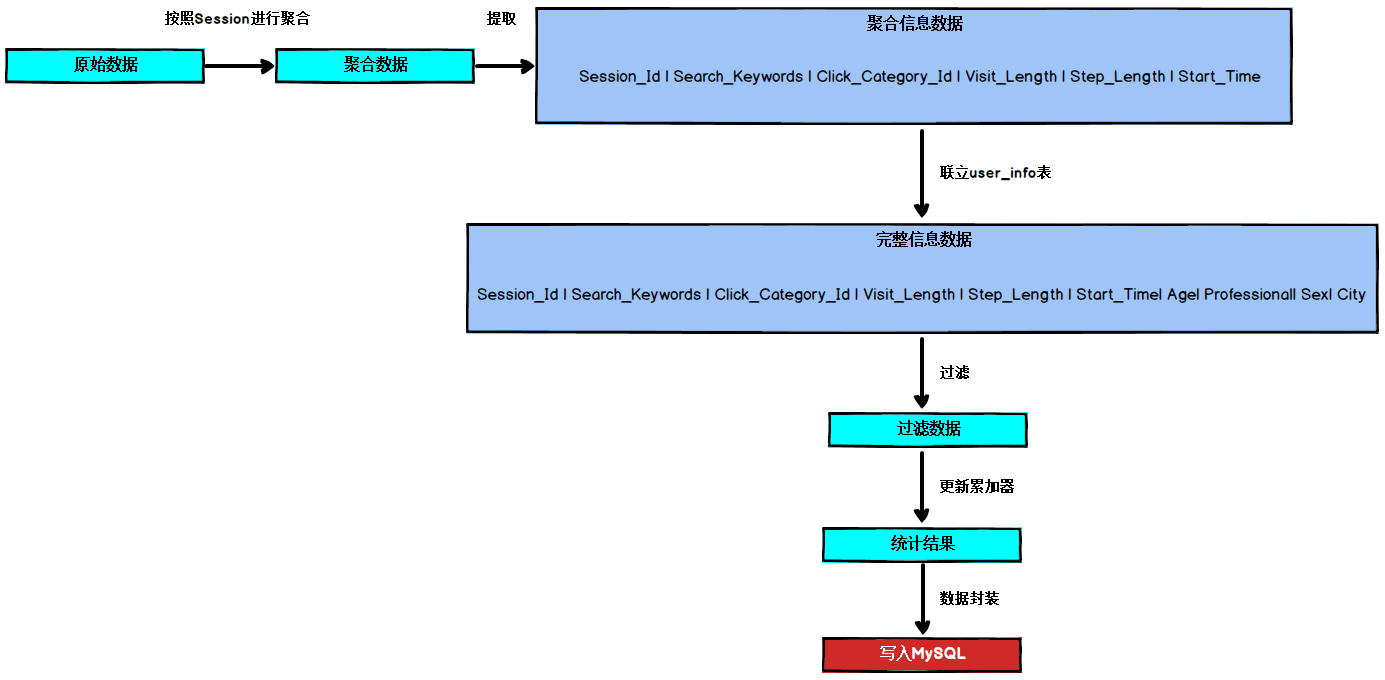 按照Session进行聚合
提取
原始数据
聚合数据
聚合信息数据
Session_Id | Search_Keywords | Click_Category_Id | Visit_Length | Step_Length | Start_Time
联立user_info表
完整信息数据
Session_Id | Search_Keywords | Click_Category_Id | Visit_Length | Step_Length | Start_Time| Age| Professional| Sex| City
过滤
过滤数据
更新累加器
统计结果
数据封装
写入MySQL